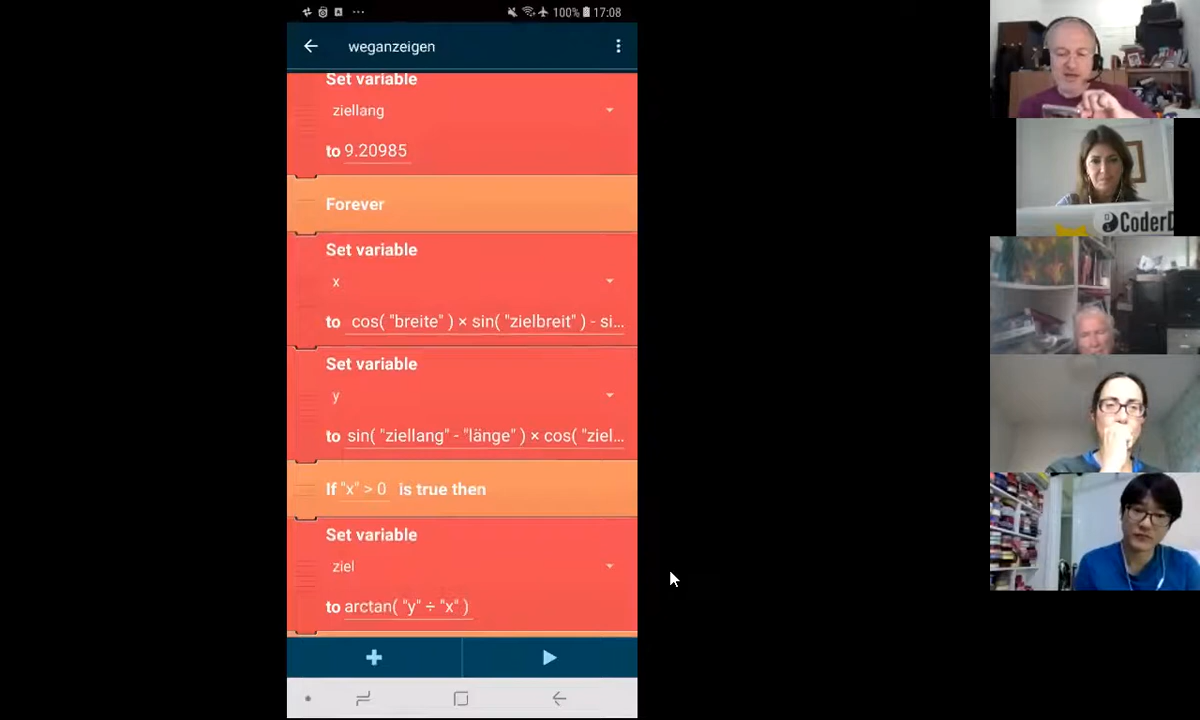 100% 17:08
weganzeigen
Set variable
ziellang
to 9.20985
Forever
Set variable
x
to cos( "breite" ) × sin( "zielbreit" ) - si...
Set variable
y
to sin( "ziellang" - "länge" ) × cos( "ziel...
If "x" > 0 is true then
Set variable
ziel
to arctan( "y" ÷ "x" )
CoderD